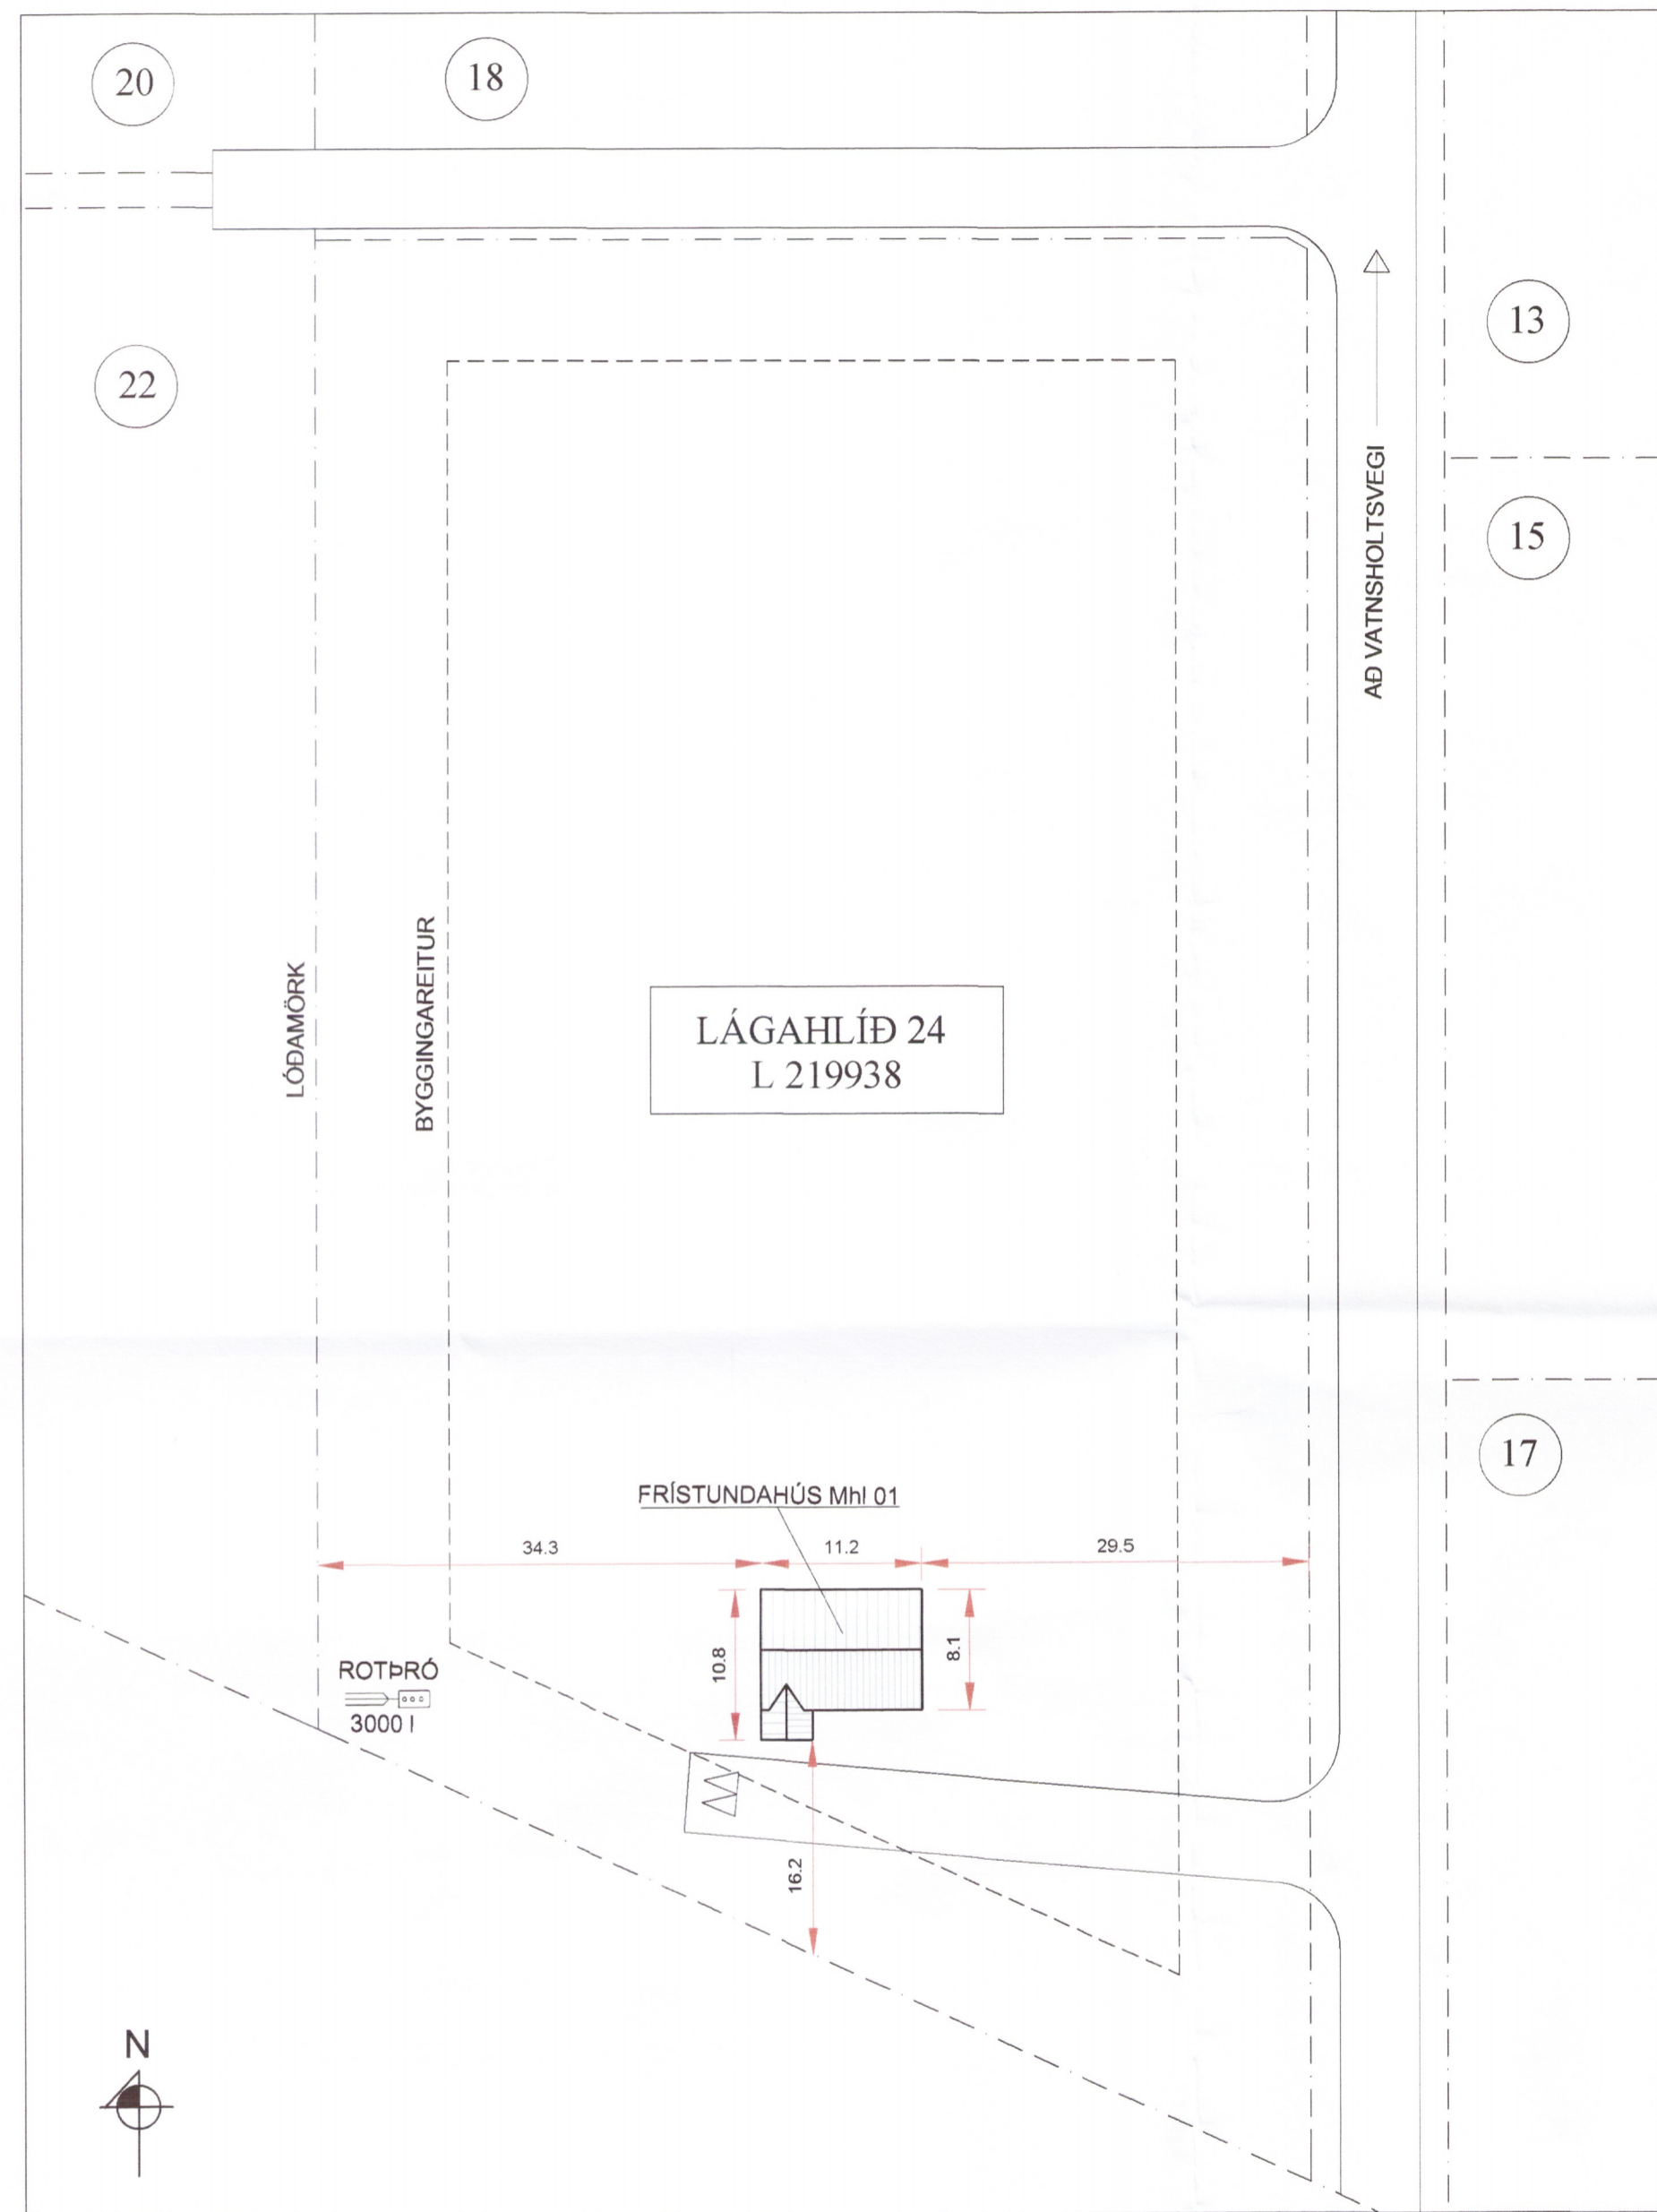 20
18
22
13
AÐ VATNSHOLTSVEGI
15
LÓÐAMÖRK
BYGGINGAREITUR
LÁGAHLÍÐ 24
L 219938
17
FRÍSTUNDAHÚS Mhl 01
34.3
11.2
29.5
10.8
8.1
ROTÞRÓ
3000 l
16.2
N